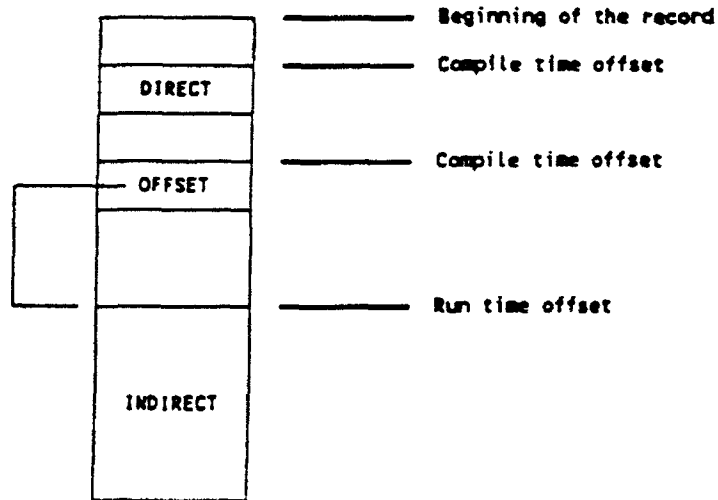 Beginning of the record
Compile time offset
DIRECT
Compile time offset
OFFSET
Run time offset
INDIRECT